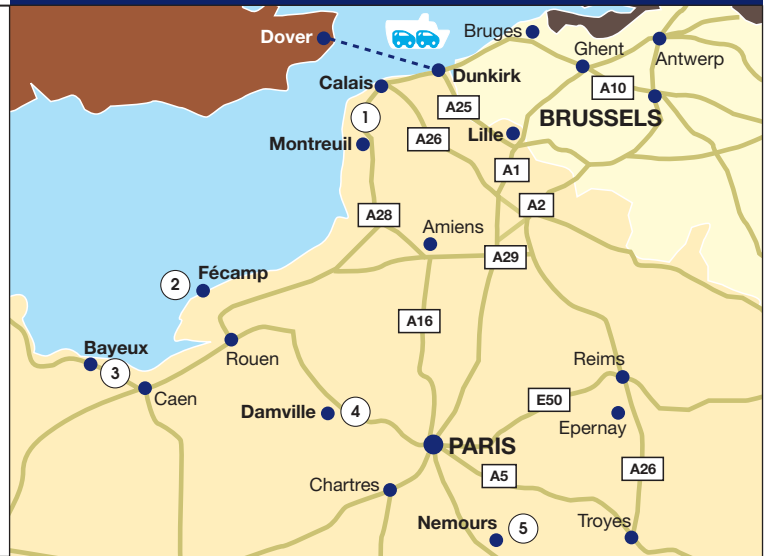 Dover
Bruges
Ghent
Antwerp
Calais
Dunkirk
A10
A25
BRUSSELS
1
Lille
A26
Montreuil
A1
A2
A28
Amiens
A29
Fécamp
2
A16
Bayeux
Rouen
Reims
3
Caen
E50
Damville
4
Epernay
PARIS
A5
A26
Chartres
Nemours
5
Troyes